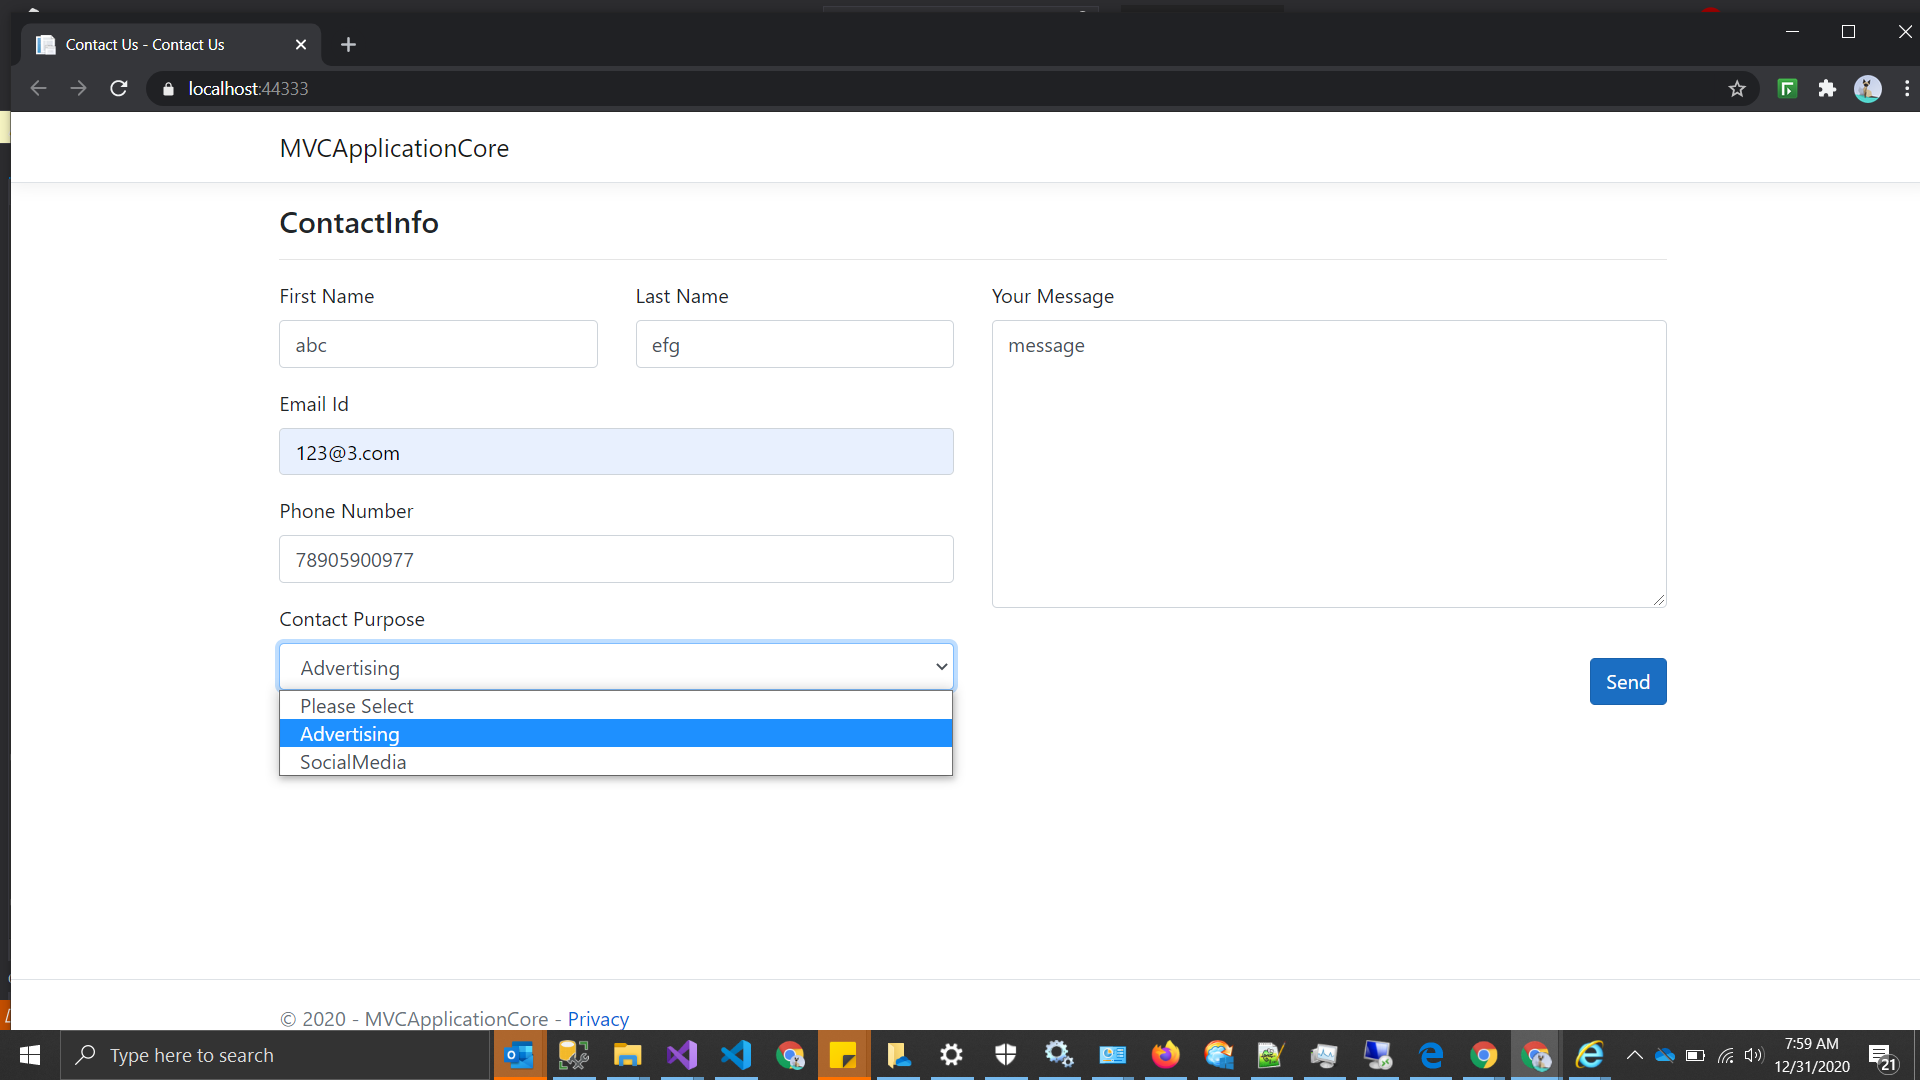 Contact Us - Contact Us
localhost:44333
MVCApplicationCore
ContactInfo
First Name
Last Name
Your Message
abc
efg
message
Email Id
123@3.com
Phone Number
78905900977
Contact Purpose
Advertising
Send
Please Select
Advertising
SocialMedia
© 2020 - MVCApplicationCore - Privacy
Type here to search
7:59 AM
12/31/2020
21